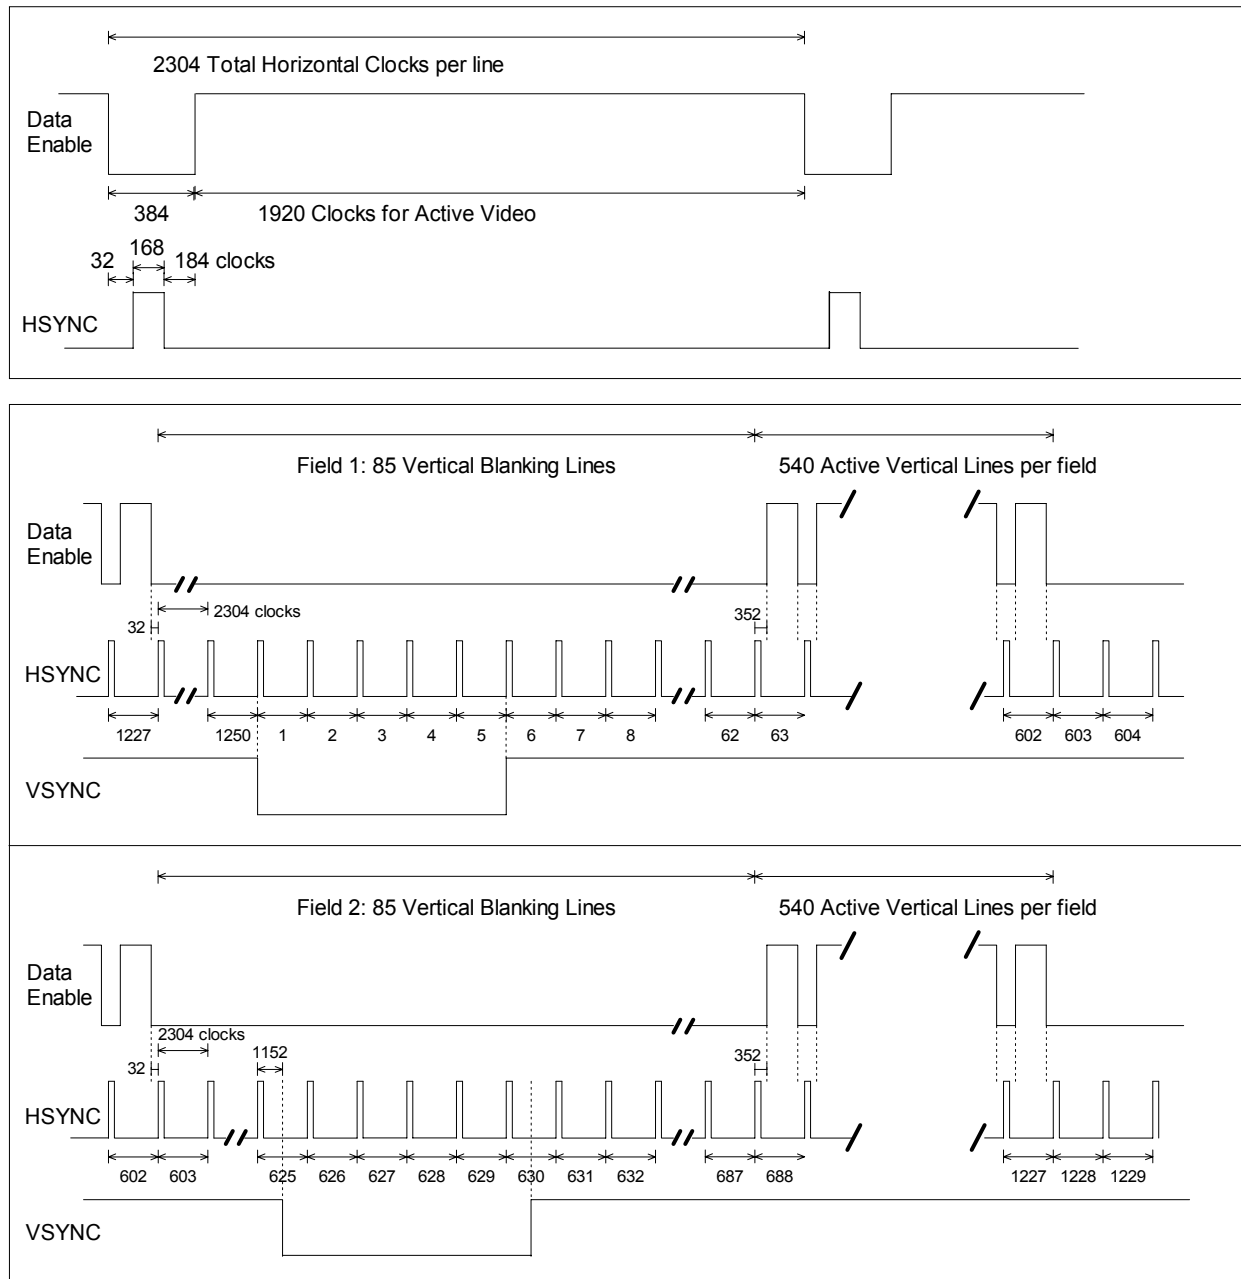 2304 Total Horizontal Clocks per line
Data
Enable
384
1920 Clocks for Active Video
168
32
184 clocks
HSYNC
Field 1: 85 Vertical Blanking Lines
540 Active Vertical Lines per field
Data
Enable
2304 clocks
32
352
HSYNC
1227
1250
1
2
3
4
5
6
7
8
62
63
602
603
604
VSYNC
Field 2: 85 Vertical Blanking Lines
540 Active Vertical Lines per field
Data
Enable
2304 clocks
1152
32
352
HSYNC
602
603
625
626
627
628
629
630
631
632
687
688
1227
1228
1229
VSYNC